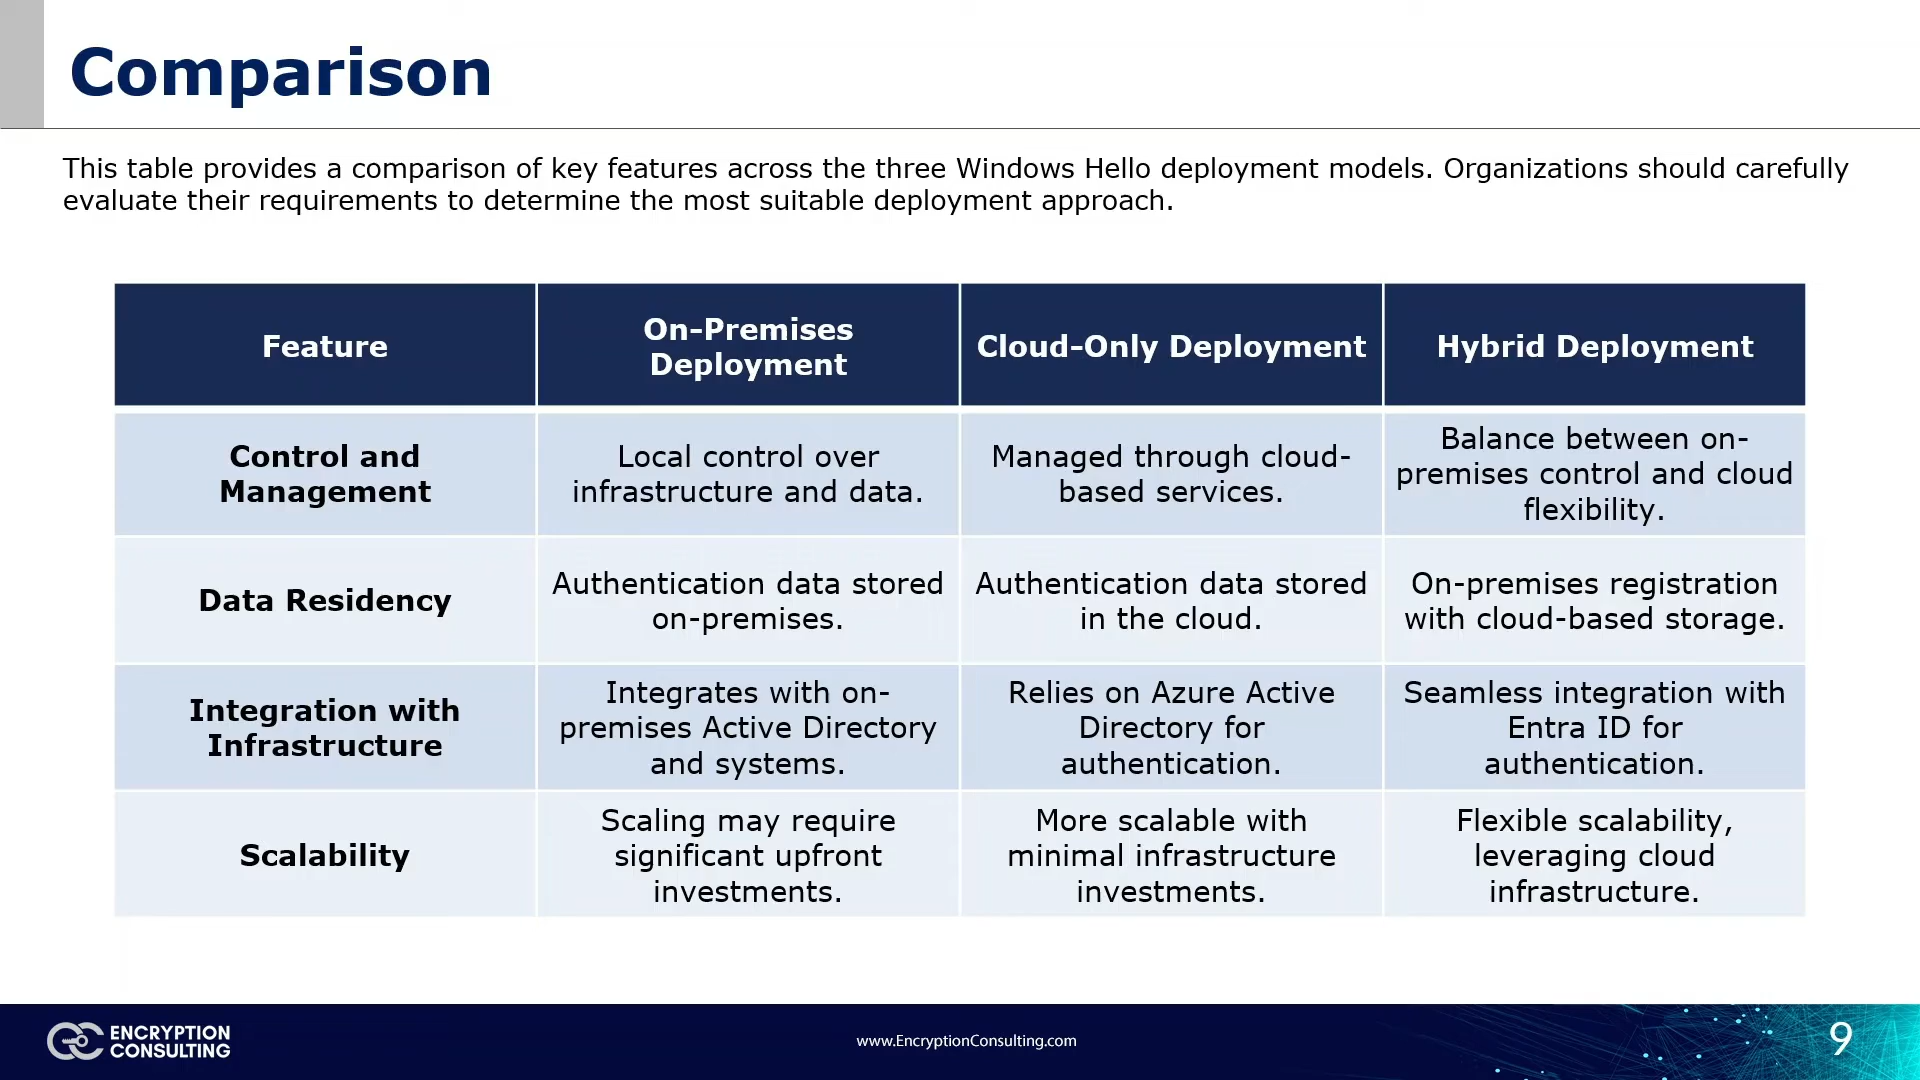 Comparison
This table provides a comparison of key features across the three Windows Hello deployment models. Organizations should carefully
evaluate their requirements to determine the most suitable deployment approach.
Feature
On-Premises
Deployment
Cloud-Only Deployment
Hybrid Deployment
Control and
Management
Local control over
infrastructure and data.
Managed through cloud-
based services.
Balance between on-
premises control and cloud
flexibility.
Data Residency
Authentication data stored
on-premises.
Authentication data stored
in the cloud.
On-premises registration
with cloud-based storage.
Integration with
Infrastructure
Integrates with on-
premises Active Directory
and systems.
Relies on Azure Active
Directory for
authentication.
Seamless integration with
Entra ID for
authentication.
Scalability
Scaling may require
significant upfront
investments.
More scalable with
minimal infrastructure
investments.
Flexible scalability,
leveraging cloud
infrastructure.
ENCRYPTION
CONSULTING
www.EncryptionConsulting.com
9